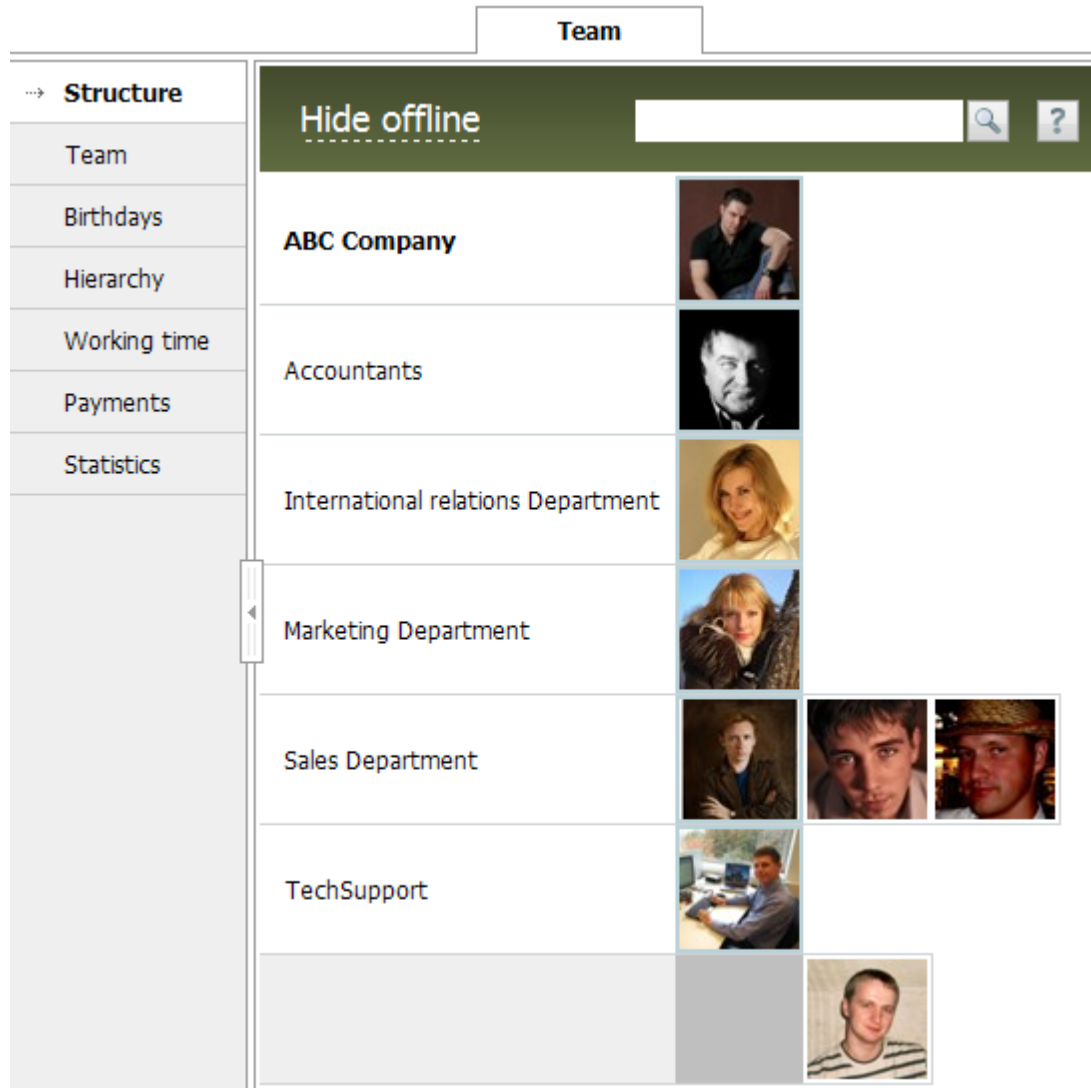 Team
Structure
Team
Birthdays
Hierarchy
Working time
Payments
Statistics
Hide offline
?
ABC Company
Accountants
International relations Department
Marketing Department
Sales Department
TechSupport